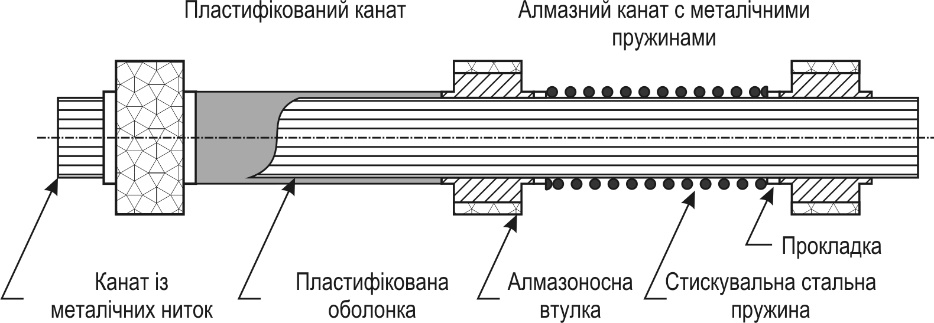 Пластифікований канат
Алмазний канат с металічними
пружинами
Прокладка
Канат із
металічних ниток
Пластифікована
оболонка
Алмазоносна
втулка
Стискувальна стальна
пружина